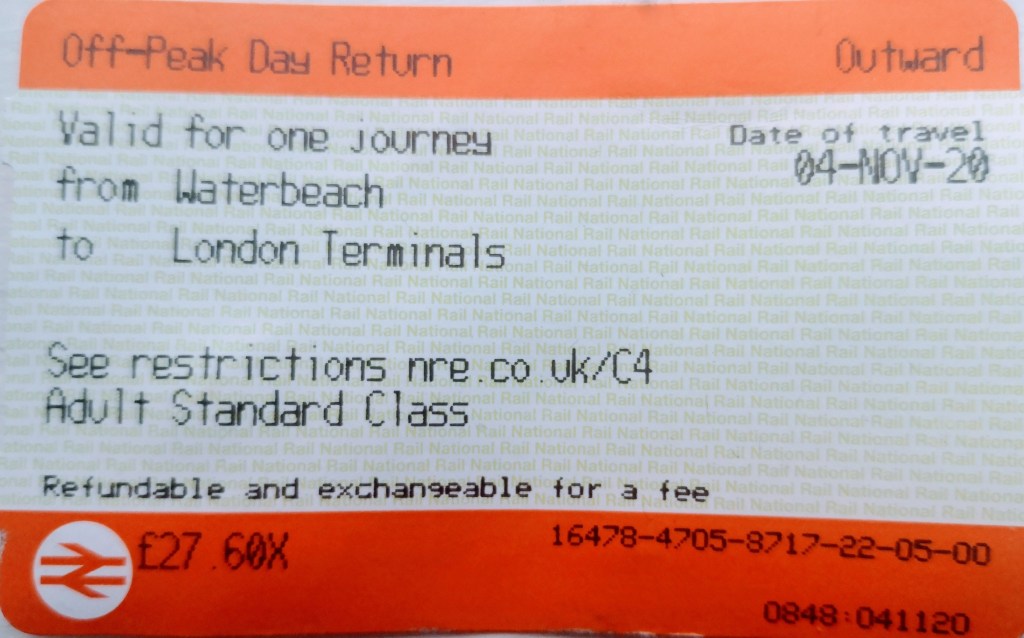 Off-Peak Day Return Outward
Valid for one journey
Date of travel
04-NOV-20
from Waterbeach
to London Terminals
See restrictions nre.co.uk/C4
Adult Standard Class
Refundable and exchangeable for a fee
£27.60X
16478-4705-8717-22-05-00
0848:041120